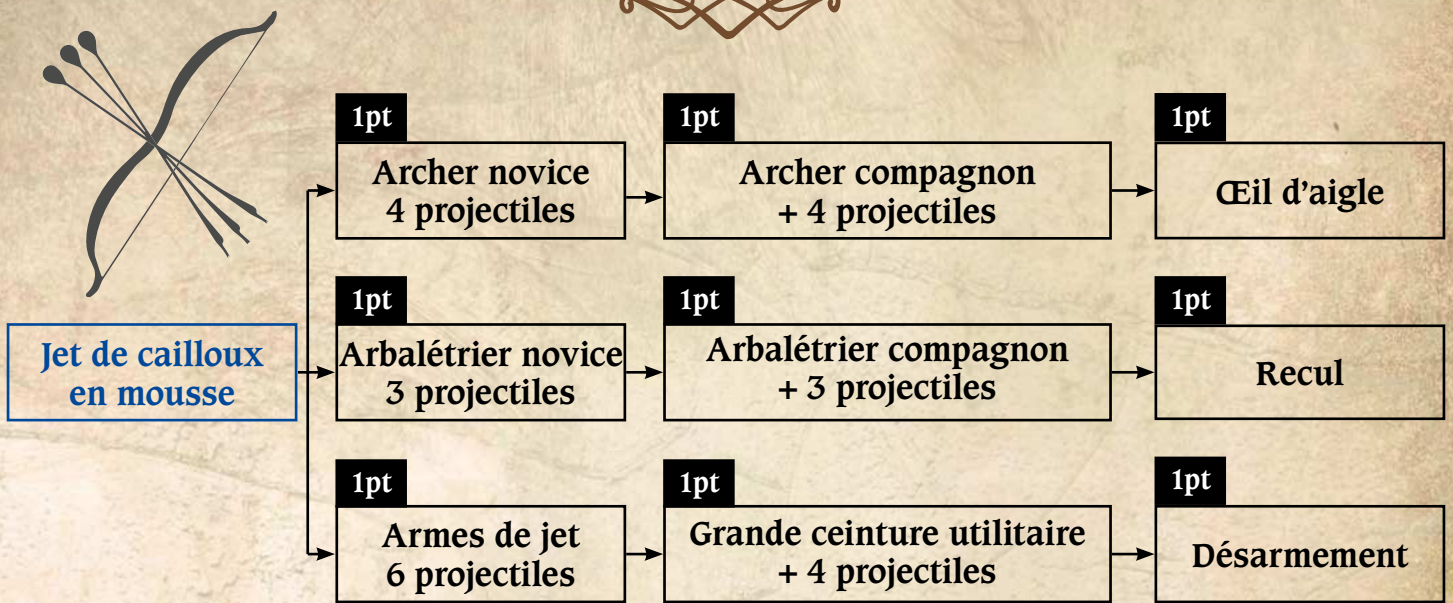 1pt
Archer novice
4 projectiles
1pt
Archer compagnon
+ 4 projectiles
1pt
Œil d'aigle
Jet de cailloux
en mousse
1pt
Arbalétrier novice
3 projectiles
1pt
Arbalétrier compagnon
+ 3 projectiles
1pt
Recul
1pt
Armes de jet
6 projectiles
1pt
Grande ceinture utilitaire
+ 4 projectiles
1pt
Désarmement